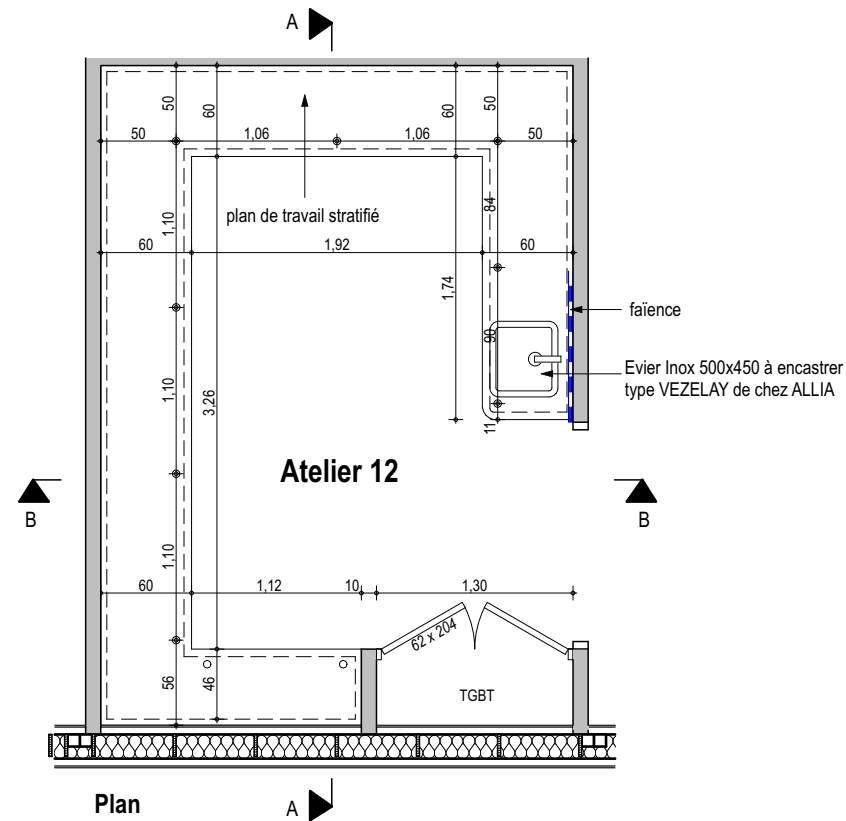 A
50
60
60
50
50
1,06
1,06
50
1,10
plan de travail stratifié
84
60
1,92
60
1,74
faïence
90
Evier Inox 500x450 à encastrer
type VEZELAY de chez ALLIA
1,10
3,26
11
Atelier 12
B
B
1,10
60
1,12
10
1,30
62 x 204
56
46
TGBT
Plan
A